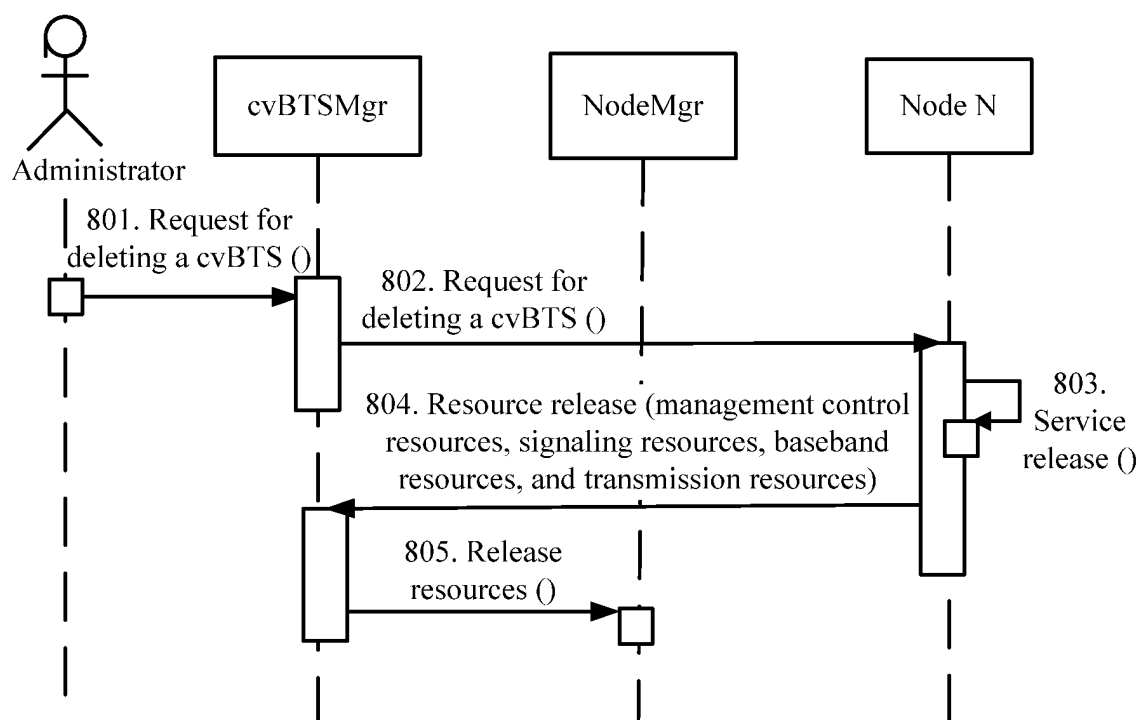 cvBTSMgr
NodeMgr
Node N
Administrator
801. Request for
deleting a cvBTS ()
802. Request for
deleting a cvBTS ()
803.
Service
release ()
804. Resource release (management control
resources, signaling resources, baseband
resources, and transmission resources)
805. Release
resources ()